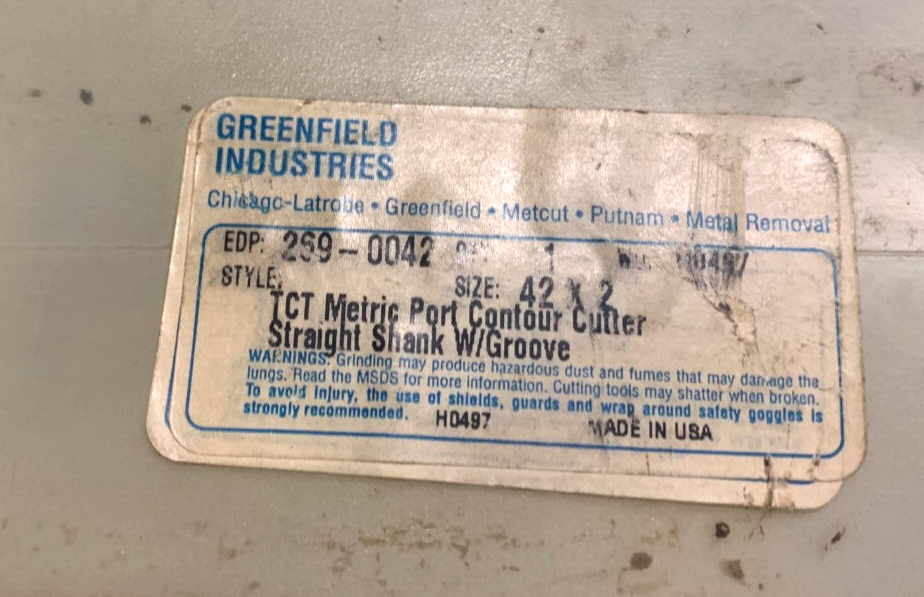 GREENFIELD
INDUSTRIES
Chicago-Latrobe • Greenfield • Metcut • Putnam • Metal Removal
EDP: 269-0042 1
STYLE: SIZE: 42 X 2
TCT Metric Port Contour Cutter
Straight Shank W/Groove
WARNINGS: Grinding may produce hazardous dust and fumes that may damage the
lungs. Read the MSDS for more information. Cutting tools may shatter when broken.
To avoid injury, the use of shields, guards and wrap around safety goggles is
strongly recommended. H0497 MADE IN USA